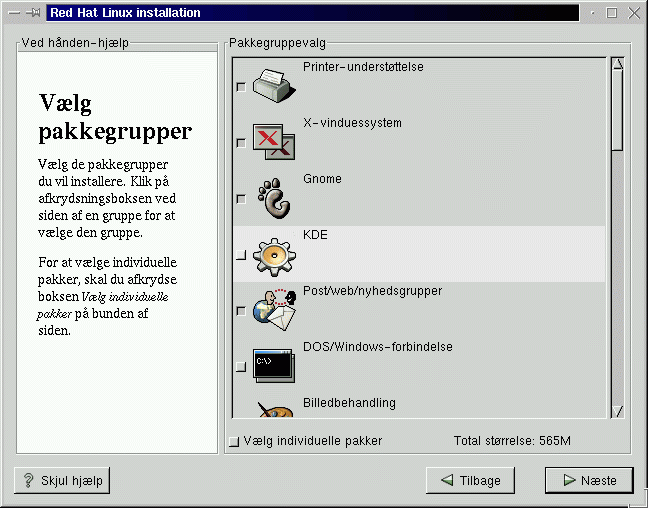 Red Hat Linux installation
Ved hånden-hjælp
Vælg
pakkegrupper
Vælg de pakkegrupper
du vil installere. Klik på
afkrydsningsboksen ved
siden af en gruppe for at
vælge den gruppe.
For at vælge individuelle
pakker, skal du afkrydse
boksen Vælg individuelle
pakker på bunden af
siden.
Pakkegruppevalg
Printer-understøttelse
X-vinduessystem
Gnome
KDE
Post/web/nyhedsgrupper
C:\>
DOS/Windows-forbindelse
Billedbehandling
Vælg individuelle pakker
Total størrelse: 565M
Skjul hjælp
Tilbage
Næste